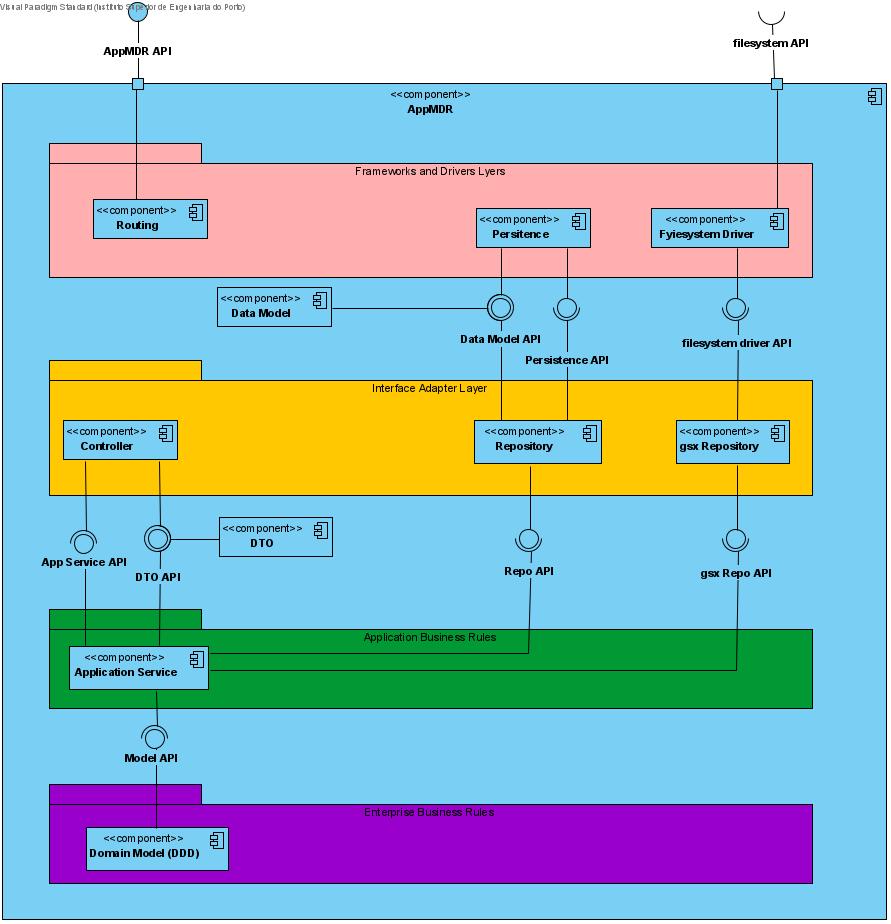 Visual Paradigm Standard (Instituto Superior de Engenharia do Porto)
AppMDR API
filesystem API
<<component>>
AppMDR
Frameworks and Drivers Lyers
<<component>>
Routing
<<component>>
Persitence
<<component>>
Fyiesystem Driver
<<component>>
Data Model
Data Model API
Persistence API
filesystem driver API
Interface Adapter Layer
<<component>>
Controller
<<component>>
Repository
<<component>>
gsx Repository
<<component>>
DTO
App Service API
DTO API
Repo API
gsx Repo API
Application Business Rules
<<component>>
Application Service
Model API
Enterprise Business Rules
<<component>>
Domain Model (DDD)